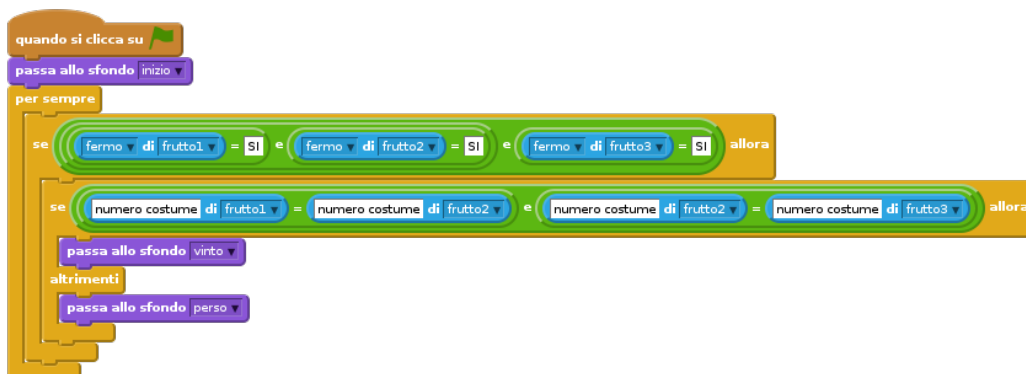 quando si clicca su
passa allo sfondo inizio
per sempre
se fermo di frutto1 = SI e fermo di frutto2 = SI e fermo di frutto3 = SI allora
se numero costume di frutto1 = numero costume di frutto2 e numero costume di frutto2 = numero costume di frutto3 allora
passa allo sfondo vinto
altrimenti
passa allo sfondo perso